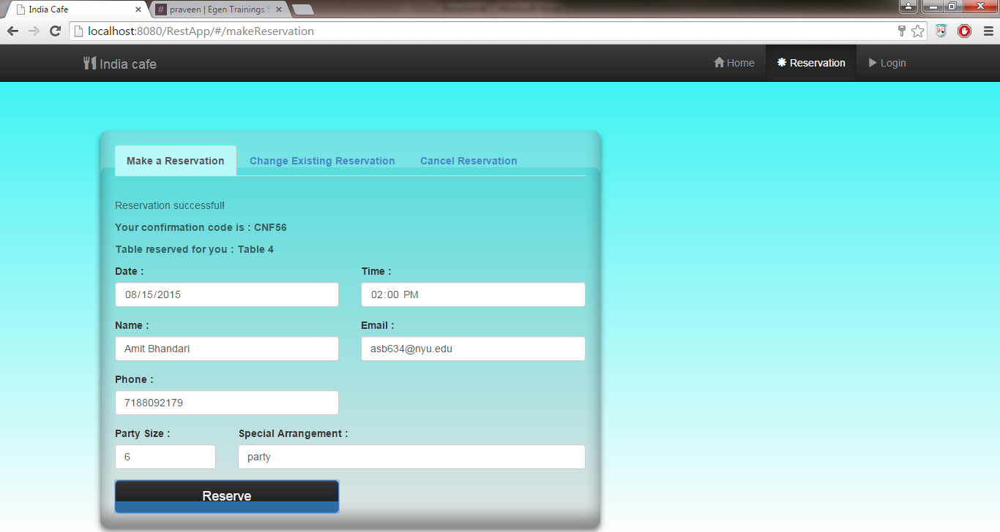 India Cafe
praveen | Egen Trainings S
localhost:8080/RestApp/#/makeReservation
India cafe Home Reservation Login
Make a Reservation Change Existing Reservation Cancel Reservation
Reservation successful!
Your confirmation code is : CNF56
Table reserved for you : Table 4
Date : Time :
08/15/2015 02:00 PM
Name : Email :
Amit Bhandari asb634@nyu.edu
Phone :
7188092179
Party Size : Special Arrangement :
6 party
Reserve